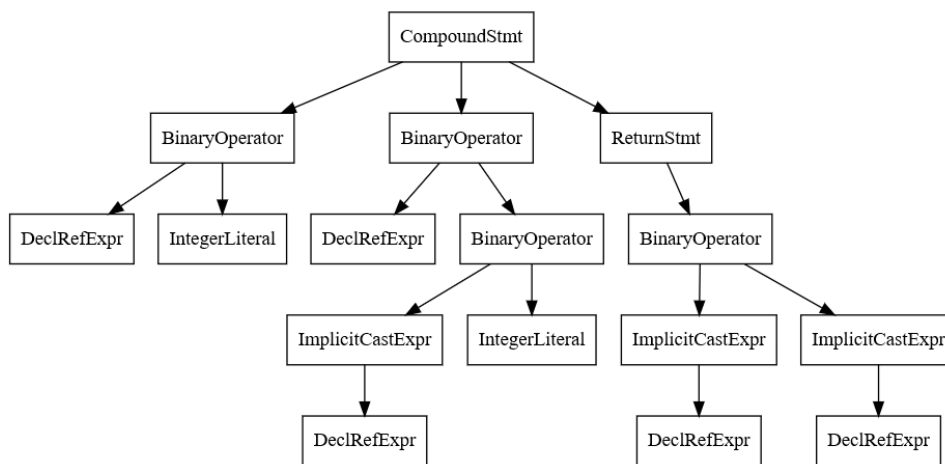 CompoundStmt
BinaryOperator
BinaryOperator
ReturnStmt
DeclRefExpr
IntegerLiteral
DeclRefExpr
BinaryOperator
BinaryOperator
ImplicitCastExpr
IntegerLiteral
ImplicitCastExpr
ImplicitCastExpr
DeclRefExpr
DeclRefExpr
DeclRefExpr